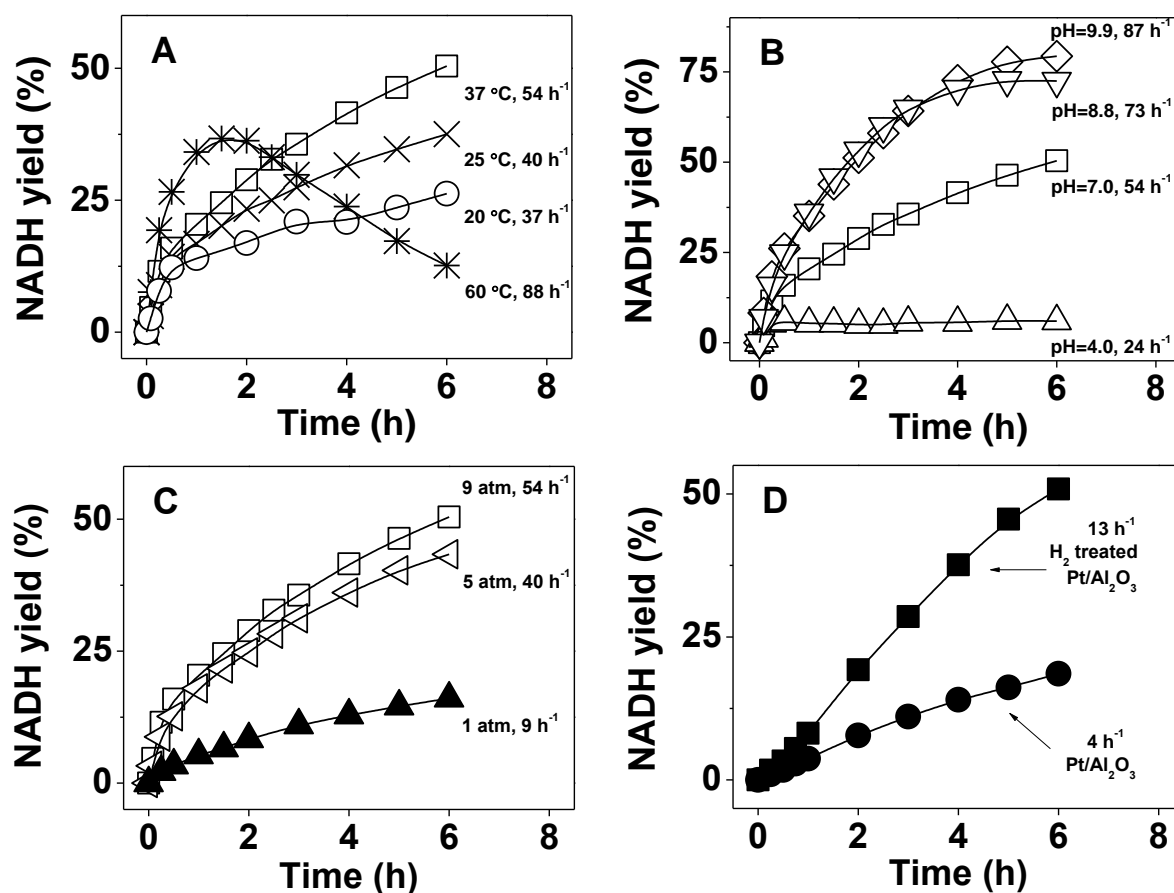 A
NADH yield (%)
50
25
0
37 °C, 54 h⁻¹
25 °C, 40 h⁻¹
20 °C, 37 h⁻¹
60 °C, 88 h⁻¹
0 2 4 6 8
Time (h)
B
NADH yield (%)
75
50
25
0
pH=9.9, 87 h⁻¹
pH=8.8, 73 h⁻¹
pH=7.0, 54 h⁻¹
pH=4.0, 24 h⁻¹
0 2 4 6 8
Time (h)
C
NADH yield (%)
50
25
0
9 atm, 54 h⁻¹
5 atm, 40 h⁻¹
1 atm, 9 h⁻¹
0 2 4 6 8
Time (h)
D
NADH yield (%)
50
25
0
13 h⁻¹
H₂ treated
Pt/Al₂O₃
4 h⁻¹
Pt/Al₂O₃
0 2 4 6 8
Time (h)